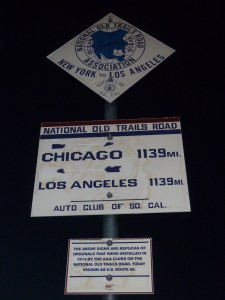 NATIONAL OLD TRAILS ROAD
ASSOCIATION
NEW YORK LOS ANGELES
NATIONAL OLD TRAILS ROAD
CHICAGO 1139 MI.
LOS ANGELES 1139 MI.
AUTO CLUB OF SO. CAL.
THE ABOVE SIGNS ARE REPLICAS OF
ORIGINALS THAT WERE INSTALLED IN
BY THE AAA CLUBS ON THE
NATIONAL OLD TRAILS ROAD, TODAY
KNOWN AS U.S. ROUTE 66.